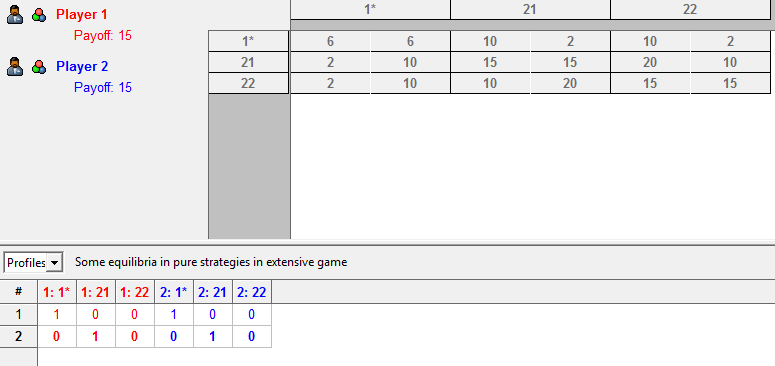 Player 1
Payoff: 15
Player 2
Payoff: 15
1* 21 22
1* 6 6 10 2 10 2
21 2 10 15 15 20 10
22 2 10 10 20 15 15
Profiles Some equilibria in pure strategies in extensive game
# 1: 1* 1: 21 1: 22 2: 1* 2: 21 2: 22
1 1 0 0 1 0 0
2 0 1 0 0 1 0